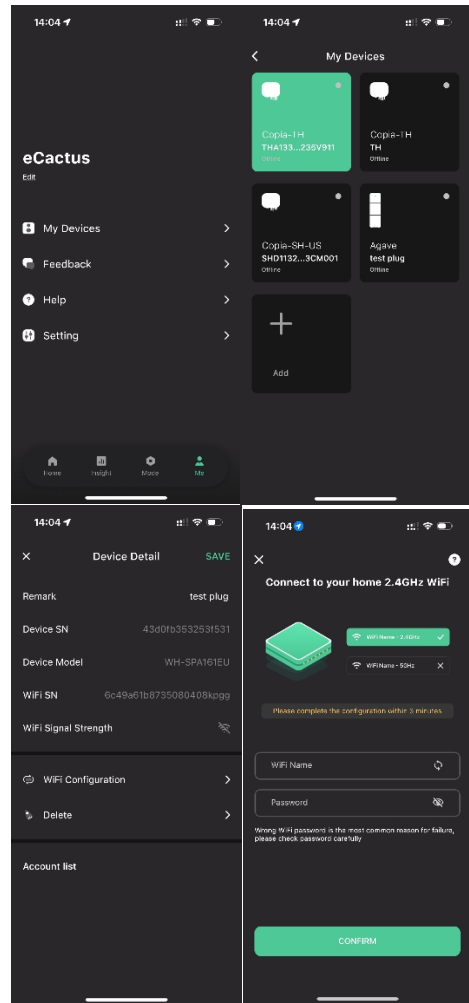 14:04
eCactus
Edit
My Devices
Feedback
Help
Setting
Home
Insight
Mode
Me
14:04
My Devices
Copia-TH
THA133...235V911
Offline
Copia-TH
TH
Offline
Copia-SH-US
SHD1132...3CM001
Offline
Agave
test plug
Offline
Add
14:04
Device Detail
SAVE
Remark
test plug
Device SN
43d0fb353253f531
Device Model
WH-SPA161EU
WiFi SN
6c49a61b8735080408kpgg
WiFi Signal Strength
WiFi Configuration
Delete
Account list
14:04
Connect to your home 2.4GHz WiFi
WiFi Name - 2.4GHz
WiFi Name - 5GHz
Please complete the configuration within 3 minutes
WiFi Name
Password
Wrong WiFi password is the most common reason for failure,
please check password carefully
CONFIRM